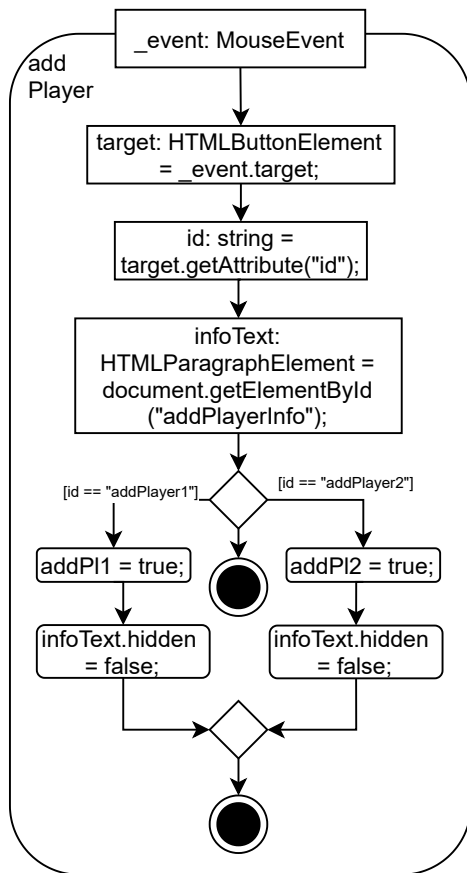 _event: MouseEvent
add
Player
target: HTMLButtonElement
= _event.target;
id: string =
target.getAttribute("id");
infoText:
HTMLParagraphElement =
document.getElementById
("addPlayerInfo");
[id == "addPlayer1"]
[id == "addPlayer2"]
addPl1 = true;
addPl2 = true;
infoText.hidden
= false;
infoText.hidden
= false;